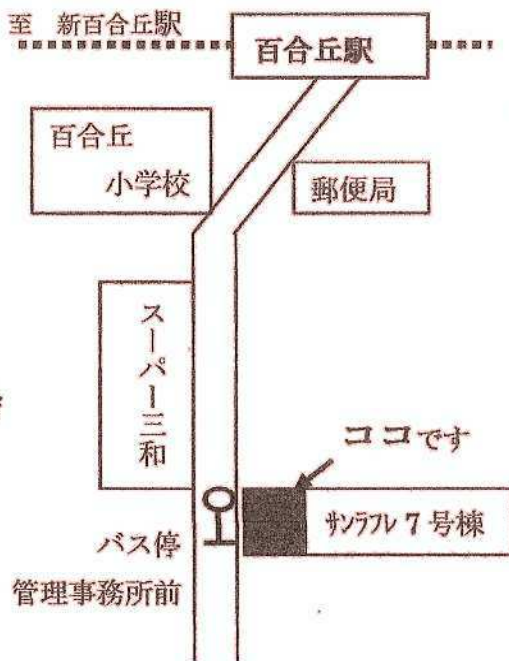 至 新百合丘駅
百合丘駅
百合丘
小学校
郵便局
スーパー三和
ココです
サンラフレ7号棟
バス停
管理事務所前